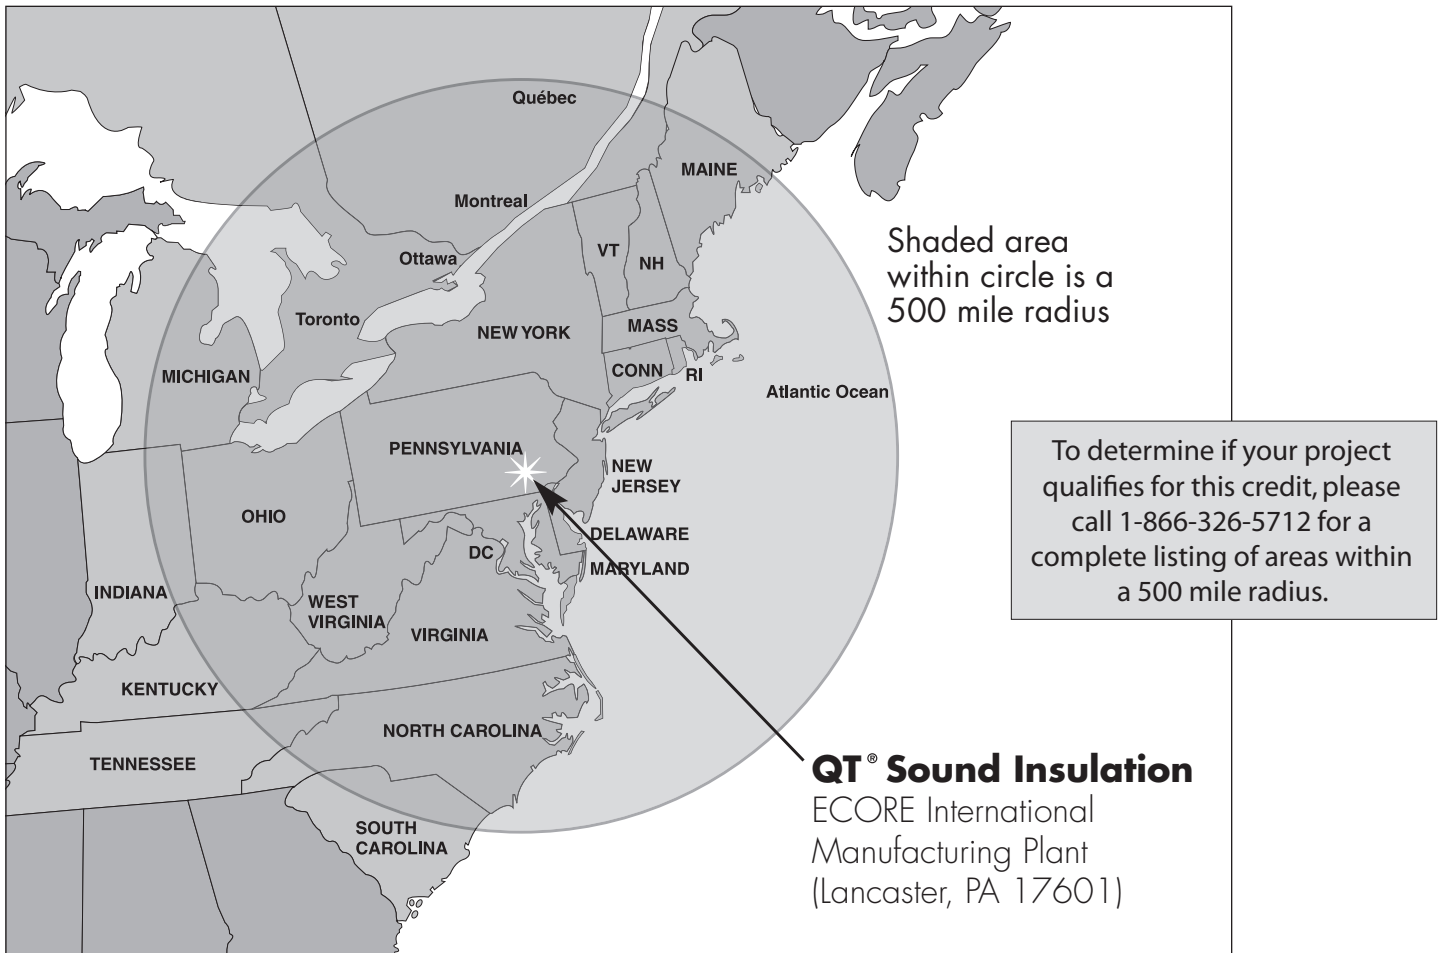 Québec
MAINE
Montreal
Shaded area
within circle is a
500 mile radius
VT
NH
Ottawa
Toronto
NEW YORK
MASS
CONN
RI
MICHIGAN
Atlantic Ocean
PENNSYLVANIA
NEW
JERSEY
To determine if your project
qualifies for this credit, please
call 1-866-326-5712 for a
complete listing of areas within
a 500 mile radius.
OHIO
DELAWARE
DC
MARYLAND
INDIANA
WEST
VIRGINIA
VIRGINIA
KENTUCKY
NORTH CAROLINA
TENNESSEE
QT® Sound Insulation
ECORE International
Manufacturing Plant
(Lancaster, PA 17601)
SOUTH
CAROLINA